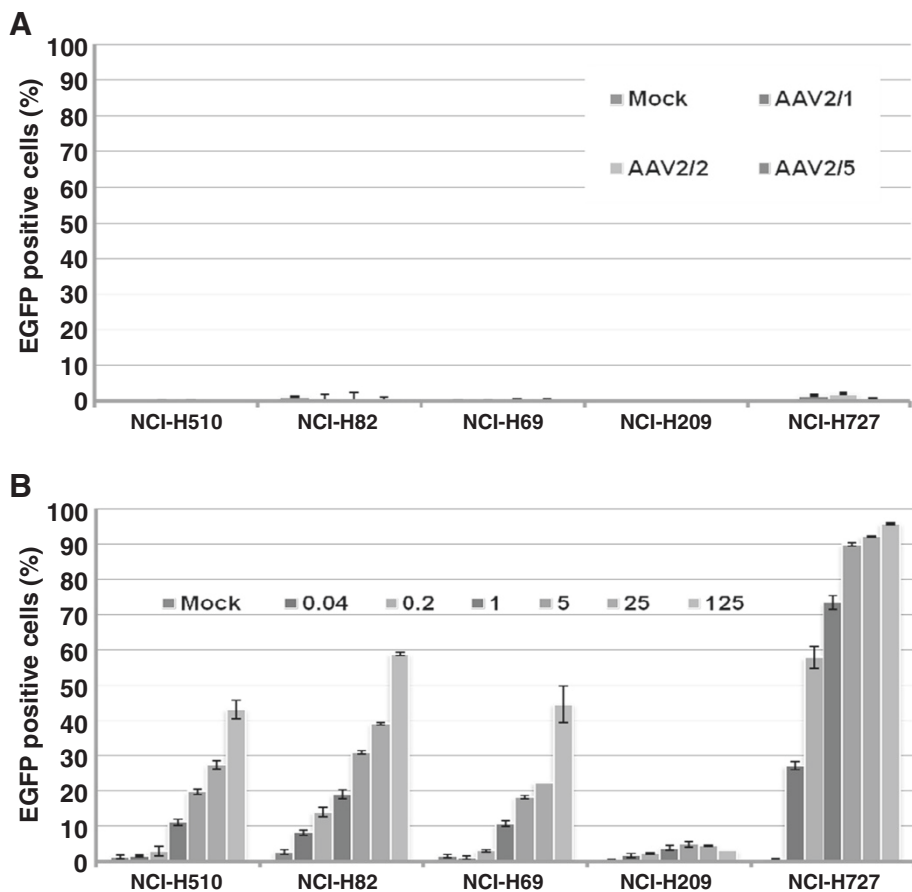 A
EGFP positive cells (%)
100
90
80
70
60
50
40
30
20
10
0
Mock AAV2/1
AAV2/2 AAV2/5
NCI-H510 NCI-H82 NCI-H69 NCI-H209 NCI-H727
B
EGFP positive cells (%)
100
90
80
70
60
50
40
30
20
10
0
Mock 0.04 0.2 1 5 25 125
NCI-H510 NCI-H82 NCI-H69 NCI-H209 NCI-H727